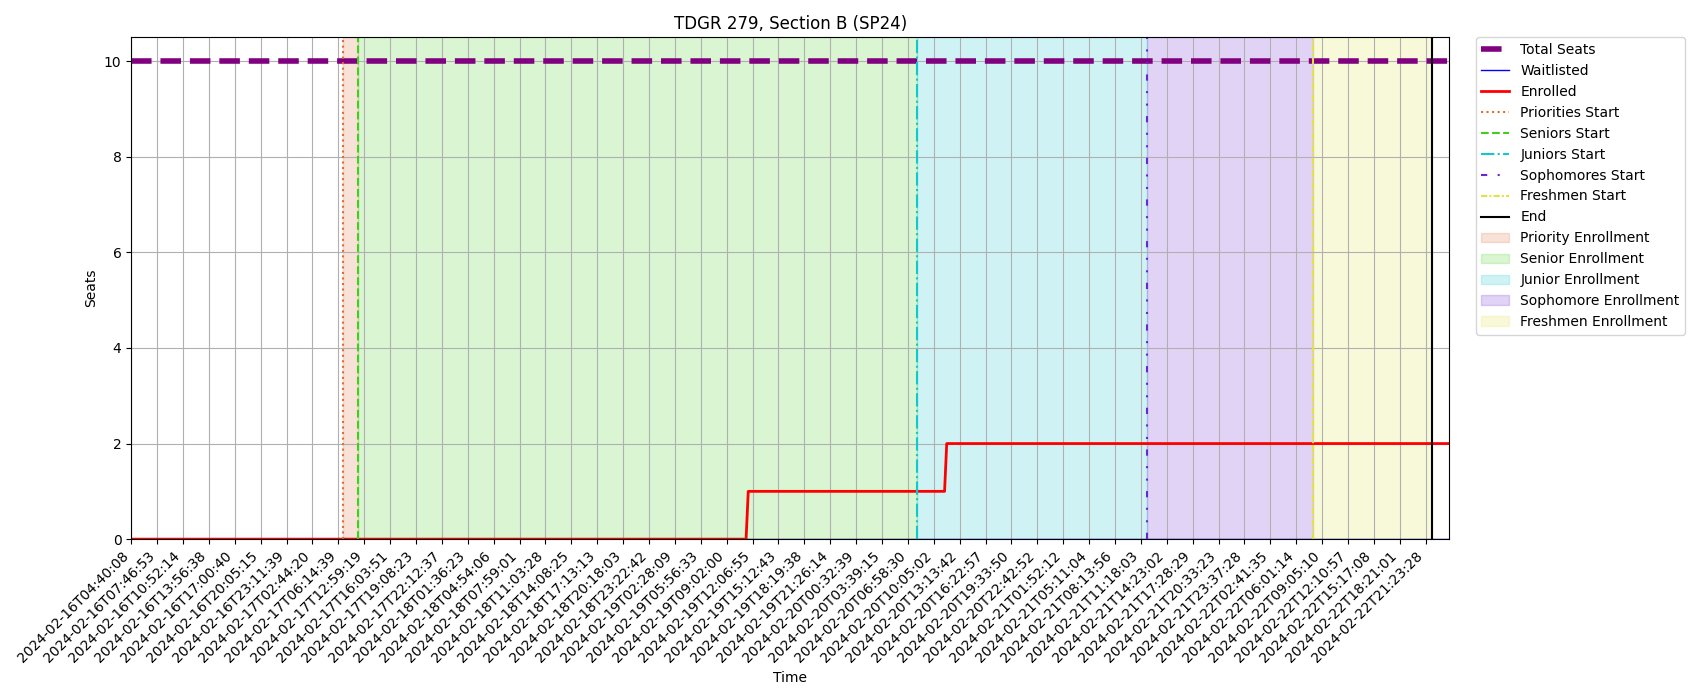 TDGR 279, Section B (SP24)
Seats
10
8
6
4
2
0
2024-02-16T04:40:08
2024-02-16T07:46:53
2024-02-16T10:52:14
2024-02-16T13:56:38
2024-02-16T17:00:40
2024-02-16T20:05:15
2024-02-16T23:11:39
2024-02-17T02:44:20
2024-02-17T06:14:39
2024-02-17T12:59:19
2024-02-17T16:03:51
2024-02-17T19:08:23
2024-02-17T22:12:37
2024-02-18T01:36:23
2024-02-18T04:54:06
2024-02-18T07:59:01
2024-02-18T11:03:28
2024-02-18T14:08:25
2024-02-18T17:13:13
2024-02-18T20:18:03
2024-02-18T23:22:42
2024-02-19T02:28:09
2024-02-19T05:56:33
2024-02-19T09:02:00
2024-02-19T12:06:55
2024-02-19T15:12:43
2024-02-19T18:19:38
2024-02-19T21:26:14
2024-02-20T00:32:39
2024-02-20T03:39:15
2024-02-20T06:58:30
2024-02-20T10:05:02
2024-02-20T13:13:42
2024-02-20T16:22:57
2024-02-20T19:33:50
2024-02-20T22:42:52
2024-02-21T01:52:12
2024-02-21T05:11:04
2024-02-21T08:13:56
2024-02-21T11:18:03
2024-02-21T14:23:02
2024-02-21T17:28:29
2024-02-21T20:33:23
2024-02-21T23:37:28
2024-02-22T02:41:35
2024-02-22T06:01:14
2024-02-22T09:05:10
2024-02-22T12:10:57
2024-02-22T15:17:08
2024-02-22T18:21:01
2024-02-22T21:23:28
Time
Total Seats
Waitlisted
Enrolled
Priorities Start
Seniors Start
Juniors Start
Sophomores Start
Freshmen Start
End
Priority Enrollment
Senior Enrollment
Junior Enrollment
Sophomore Enrollment
Freshmen Enrollment